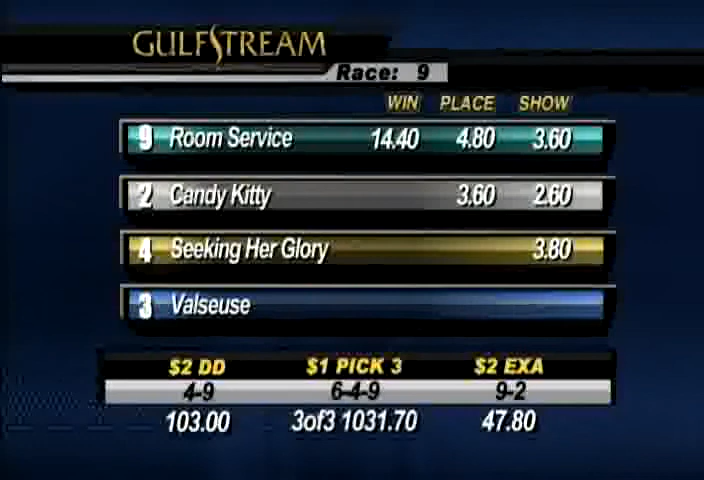 GULFSTREAM
Race: 9
WIN PLACE SHOW
9 Room Service 14.40 4.80 3.60
2 Candy Kitty 3.60 2.60
4 Seeking Her Glory 3.80
3 Valseuse
$2 DD $1 PICK 3 $2 EXA
4-9 6-4-9 9-2
103.00 3of3 1031.70 47.80